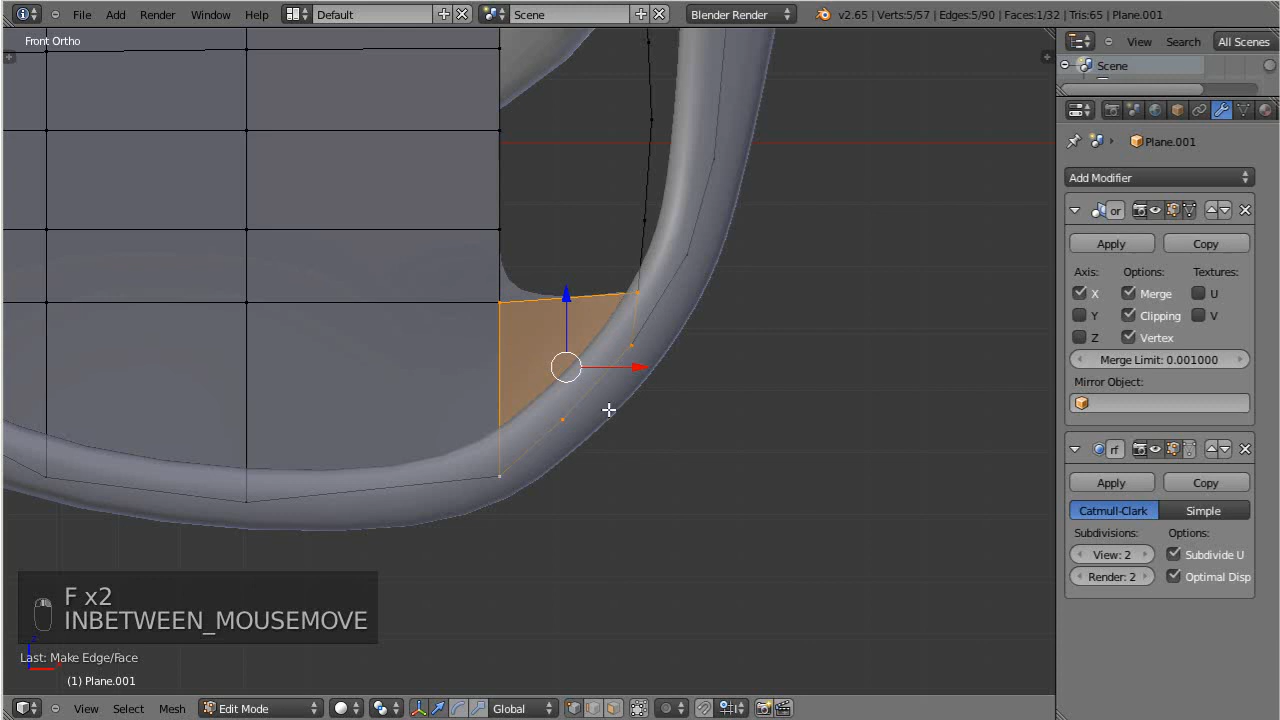 File Add Render Window Help Default Scene Blender Render v2.65 | Verts:5/57 | Edges:5/90 | Faces:1/32 | Tris:65 | Plane.001
Front Ortho
View Search All Scenes
Scene
Plane.001
Add Modifier
or
Apply Copy
Axis: Options: Textures:
X Merge U
Y Clipping V
Z Vertex
Merge Limit: 0.001000
Mirror Object:
rf
Apply Copy
Catmull-Clark Simple
Subdivisions: Options:
View: 2 Subdivide U
Render: 2 Optimal Disp
F x2
INBETWEEN_MOUSEMOVE
Last: Make Edge/Face
(1) Plane.001
View Select Mesh Edit Mode Global